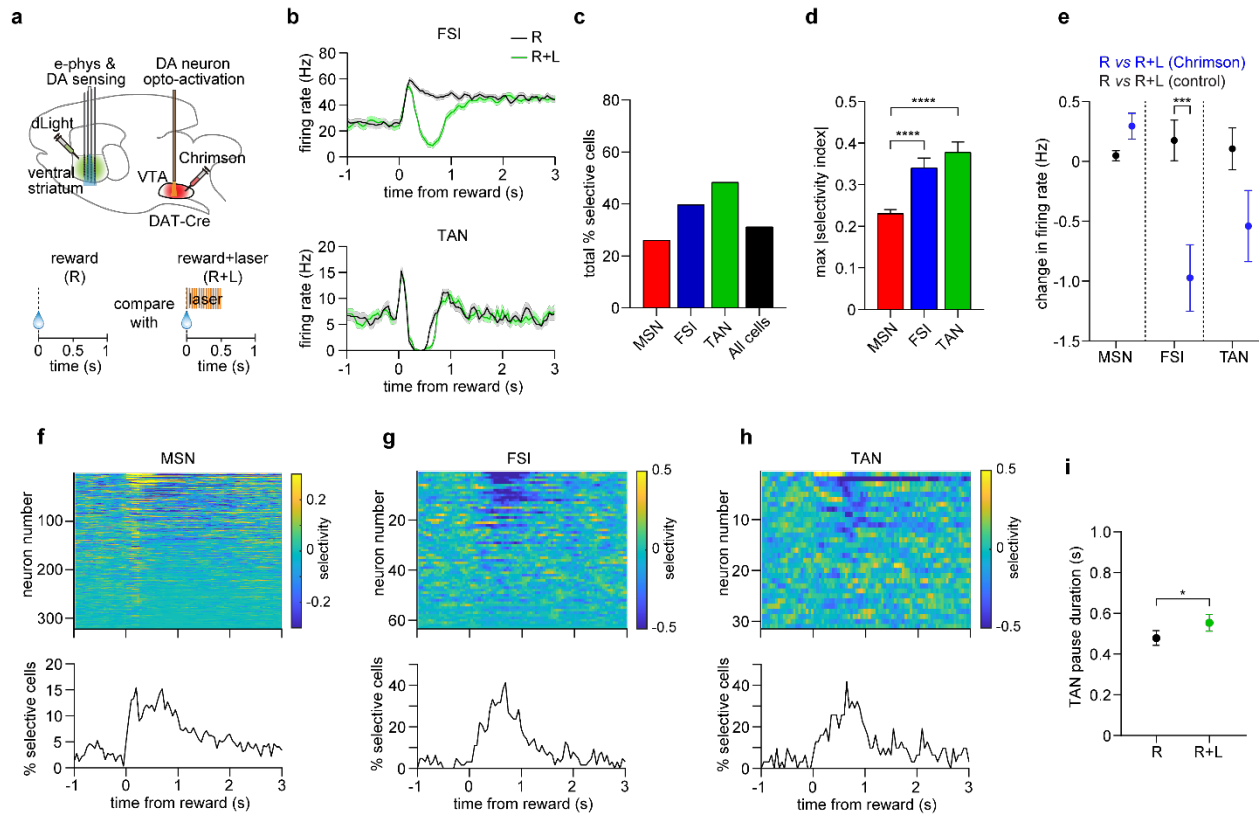 a
e-phys &
DA sensing
DA neuron
opto-activation
dLight
Chrimson
ventral
striatum
VTA
DAT-Cre
reward
(R)
reward+laser
(R+L)
compare
with
laser
0 0.5 1
time (s)
0 0.5 1
time (s)
b
FSI
R
R+L
firing rate (Hz)
80
60
40
20
0
-1 0 1 2 3
time from reward (s)
TAN
firing rate (Hz)
20
15
10
5
0
-1 0 1 2 3
time from reward (s)
c
total % selective cells
80
60
40
20
0
MSN FSI TAN All cells
d
max |selectivity index|
0.5
0.4
0.3
0.2
0.1
0
****
****
MSN FSI TAN
e
R vs R+L (Chrimson)
R vs R+L (control)
change in firing rate (Hz)
0.5
0
-0.5
-1.0
-1.5
***
MSN FSI TAN
f
MSN
neuron number
100
200
300
0.2
0
-0.2
selectivity
0 1 2 3
% selective cells
20
15
10
5
0
-1 0 1 2 3
time from reward (s)
g
FSI
neuron number
20
40
60
0.5
0
-0.5
selectivity
% selective cells
40
20
0
-1 0 1 2 3
time from reward (s)
h
TAN
neuron number
10
20
30
0.5
0
-0.5
selectivity
% selective cells
40
20
0
-1 0 1 2 3
time from reward (s)
i
TAN pause duration (s)
1.0
0.8
0.6
0.4
0.2
0
*
R R+L